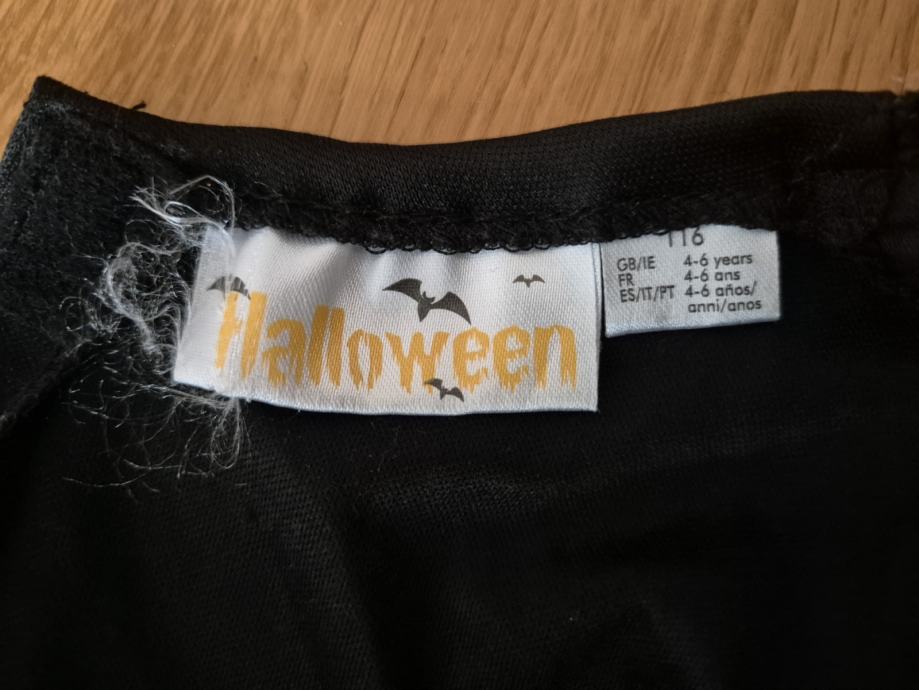 Halloween
116
GB/IE 4-6 years
FR 4-6 ans
ES/IT/PT 4-6 años/
anni/anos